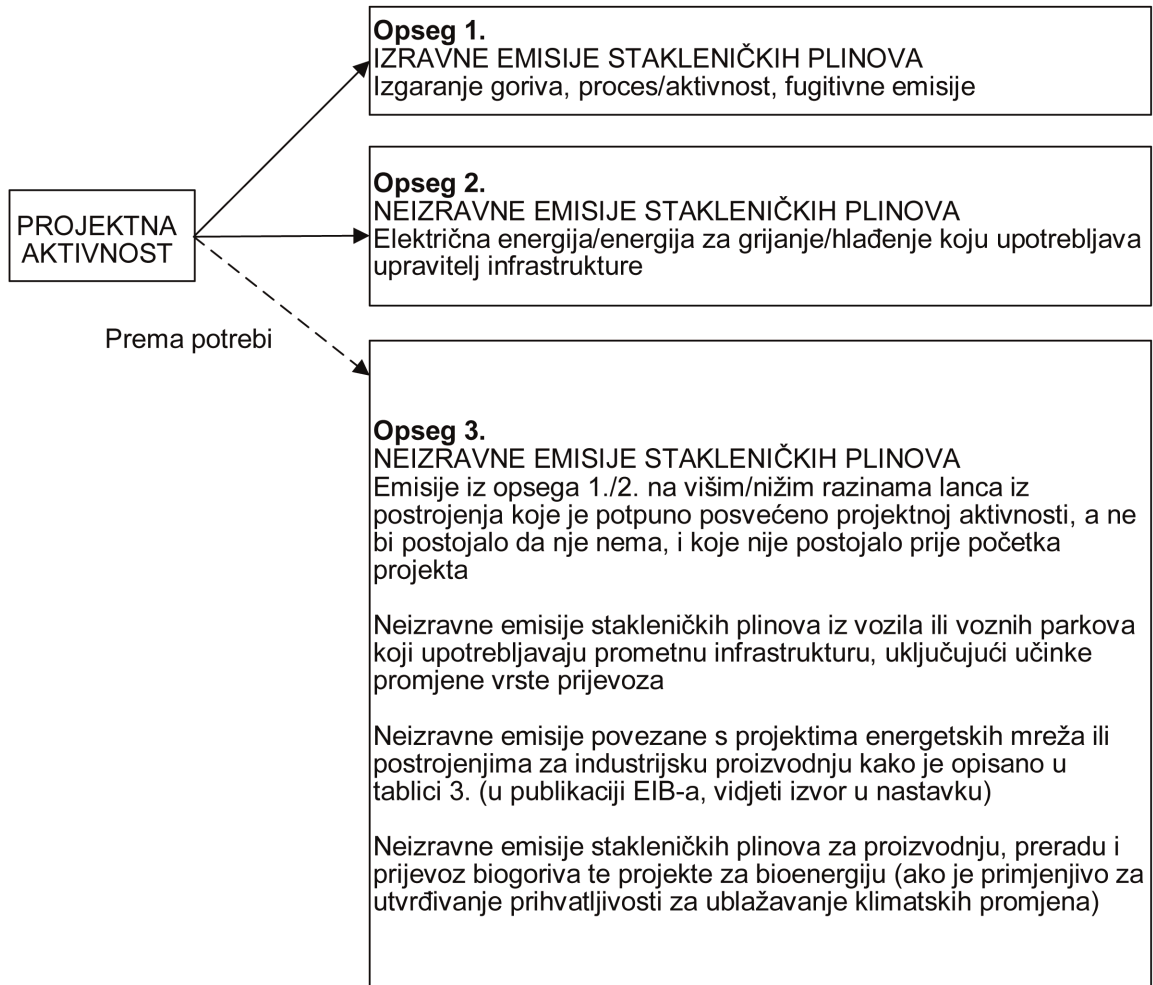 Opseg 1.
IZRAVNE EMISIJE STAKLENIČKIH PLINOVA
Izgaranje goriva, proces/aktivnost, fugitivne emisije
Opseg 2.
NEIZRAVNE EMISIJE STAKLENIČKIH PLINOVA
Električna energija/energija za grijanje/hlađenje koju upotrebljava
upravitelj infrastrukture
PROJEKTNA
AKTIVNOST
Prema potrebi
Opseg 3.
NEIZRAVNE EMISIJE STAKLENIČKIH PLINOVA
Emisije iz opsega 1./2. na višim/nižim razinama lanca iz
postrojenja koje je potpuno posvećeno projektnoj aktivnosti, a ne
bi postojalo da nje nema, i koje nije postojalo prije početka
projekta
Neizravne emisije stakleničkih plinova iz vozila ili voznih parkova
koji upotrebljavaju prometnu infrastrukturu, uključujući učinke
promjene vrste prijevoza
Neizravne emisije povezane s projektima energetskih mreža ili
postrojenjima za industrijsku proizvodnju kako je opisano u
tablici 3. (u publikaciji EIB-a, vidjeti izvor u nastavku)
Neizravne emisije stakleničkih plinova za proizvodnju, preradu i
prijevoz biogoriva te projekte za bioenergiju (ako je primjenjivo za
utvrđivanje prihvatljivosti za ublažavanje klimatskih promjena)